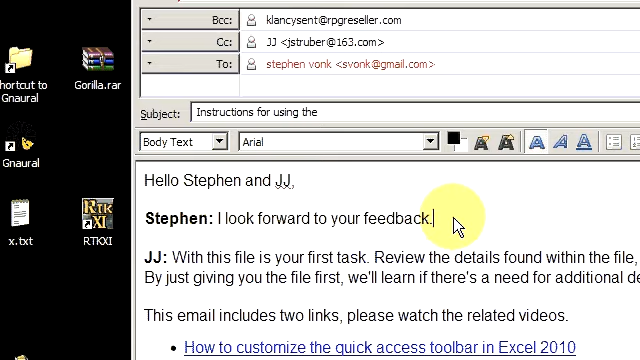 Bcc: klancysent@rpgreseller.com
Cc: JJ <jstruber@163.com>
To: stephen vonk <svonk@gmail.com>
Subject: Instructions for using the
Body Text Arial
Hello Stephen and JJ,
Stephen: I look forward to your feedback.
JJ: With this file is your first task. Review the details found within the file,
By just giving you the file first, we'll learn if there's a need for additional de
This email includes two links, please watch the related videos.
• How to customize the quick access toolbar in Excel 2010
hortcut to
Gnaural
Gorilla.rar
Gnaural
x.txt
RTK
XI
RTKXI